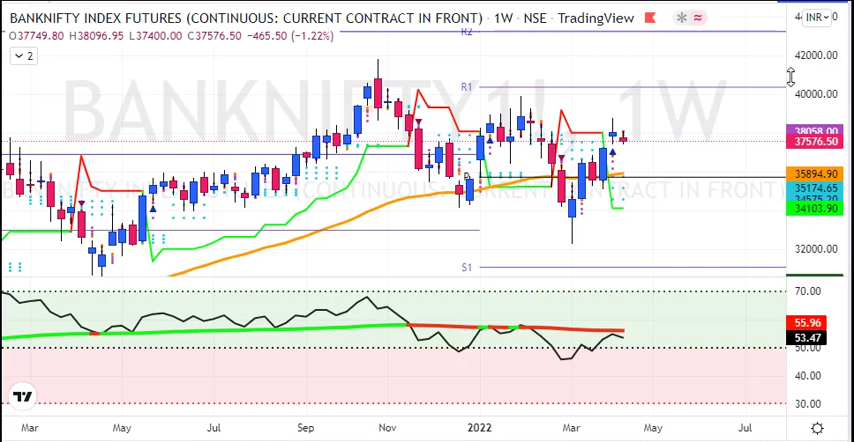 BANKNIFTY INDEX FUTURES (CONTINUOUS: CURRENT CONTRACT IN FRONT) · 1W · NSE · TradingView
INR
O37749.80 H38096.95 L37400.00 C37576.50 -465.50 (-1.22%)
2
R2
42000.00
R1
40000.00
BANKNIFTY1!, 1W
38058.00
37576.50
P
35894.90
35174.65
34575.20
34103.90
32000.00
S1
70.00
55.96
53.47
50.00
40.00
30.00
Mar May Jul Sep Nov 2022 Mar May Jul